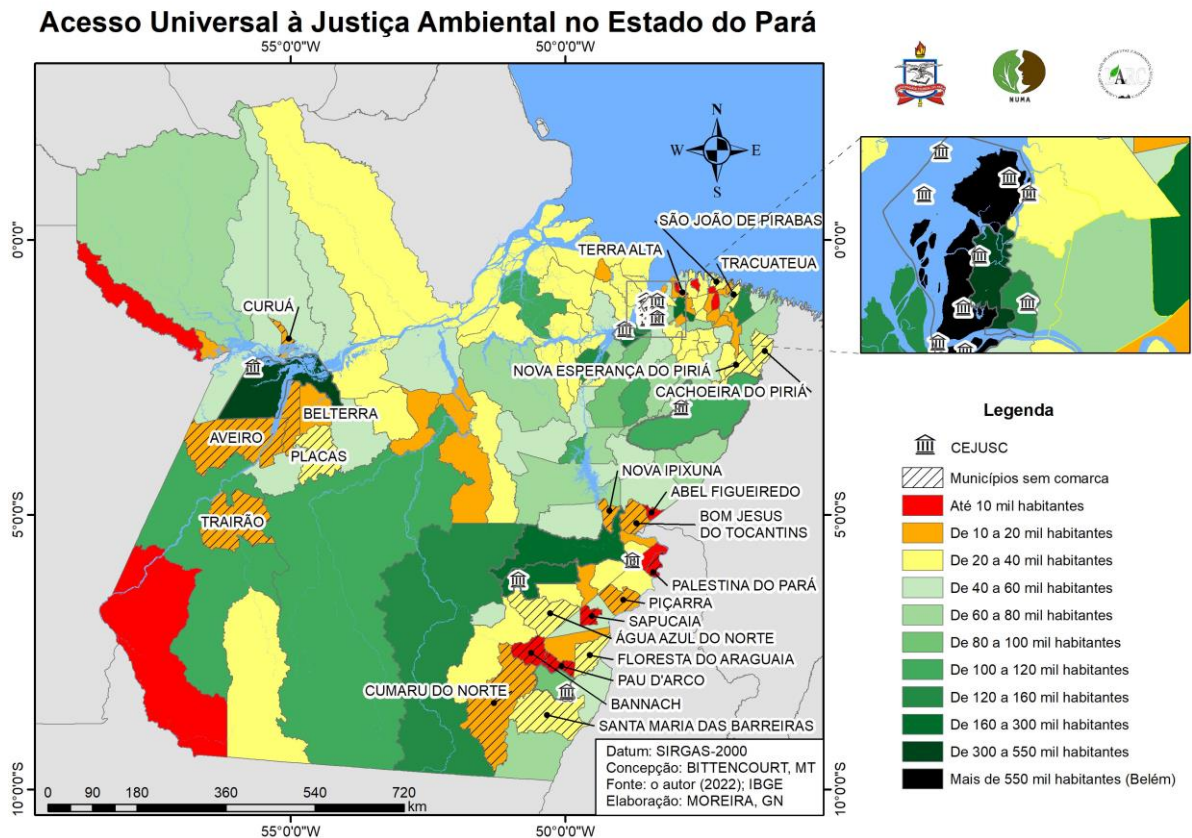 Acesso Universal à Justiça Ambiental no Estado do Pará
55°0'0"W
50°0'0"W
N
W
E
S
NUMA
0°0'0"
0°0'0"
SÃO JOÃO DE PIRABAS
TERRA ALTA
TRACUATEUA
CURUÁ
NOVA ESPERANÇA DO PIRIÁ
CACHOEIRA DO PIRIÁ
BELTERRA
AVEIRO
PLACAS
NOVA IPIXUNA
ABEL FIGUEIREDO
BOM JESUS
DO TOCANTINS
TRAIRÃO
5°0'0"S
5°0'0"S
PALESTINA DO PARÁ
PIÇARRA
SAPUCAIA
ÁGUA AZUL DO NORTE
FLORESTA DO ARAGUAIA
PAU D'ARCO
CUMARU DO NORTE
BANNACH
SANTA MARIA DAS BARREIRAS
Datum: SIRGAS-2000
Concepção: BITTENCOURT, MT
Fonte: o autor (2022); IBGE
Elaboração: MOREIRA, GN
0 90 180 360 540 720
km
10°0'0"S
10°0'0"S
55°0'0"W
50°0'0"W
Legenda
CEJUSC
Municípios sem comarca
Até 10 mil habitantes
De 10 a 20 mil habitantes
De 20 a 40 mil habitantes
De 40 a 60 mil habitantes
De 60 a 80 mil habitantes
De 80 a 100 mil habitantes
De 100 a 120 mil habitantes
De 120 a 160 mil habitantes
De 160 a 300 mil habitantes
De 300 a 550 mil habitantes
Mais de 550 mil habitantes (Belém)